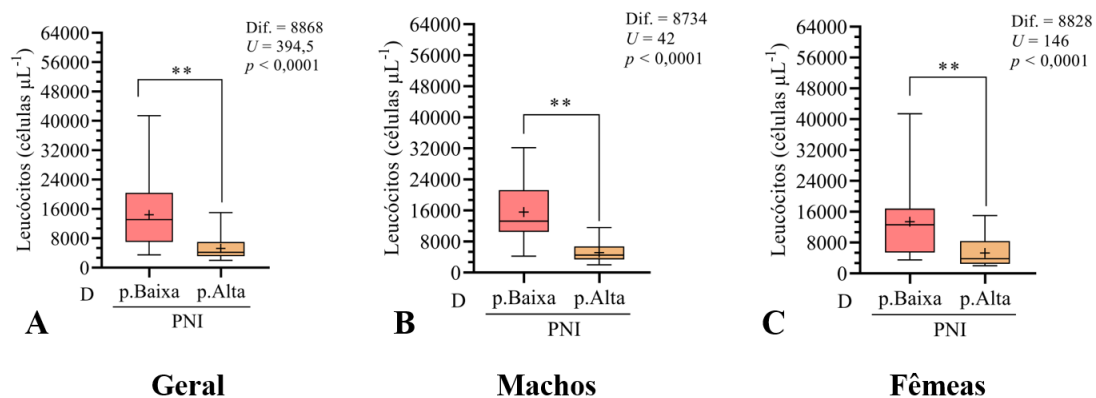 Dif. = 8868
U = 394,5
p < 0,0001
**
Leucócitos (células µL⁻¹)
64000
56000
48000
40000
32000
24000
16000
8000
0
D p.Baixa p.Alta
PNI
A
Geral
Dif. = 8734
U = 42
p < 0,0001
**
Leucócitos (células µL⁻¹)
64000
56000
48000
40000
32000
24000
16000
8000
0
D p.Baixa p.Alta
PNI
B
Machos
Dif. = 8828
U = 146
p < 0,0001
**
Leucócitos (células µL⁻¹)
64000
56000
48000
40000
32000
24000
16000
8000
0
D p.Baixa p.Alta
PNI
C
Fêmeas